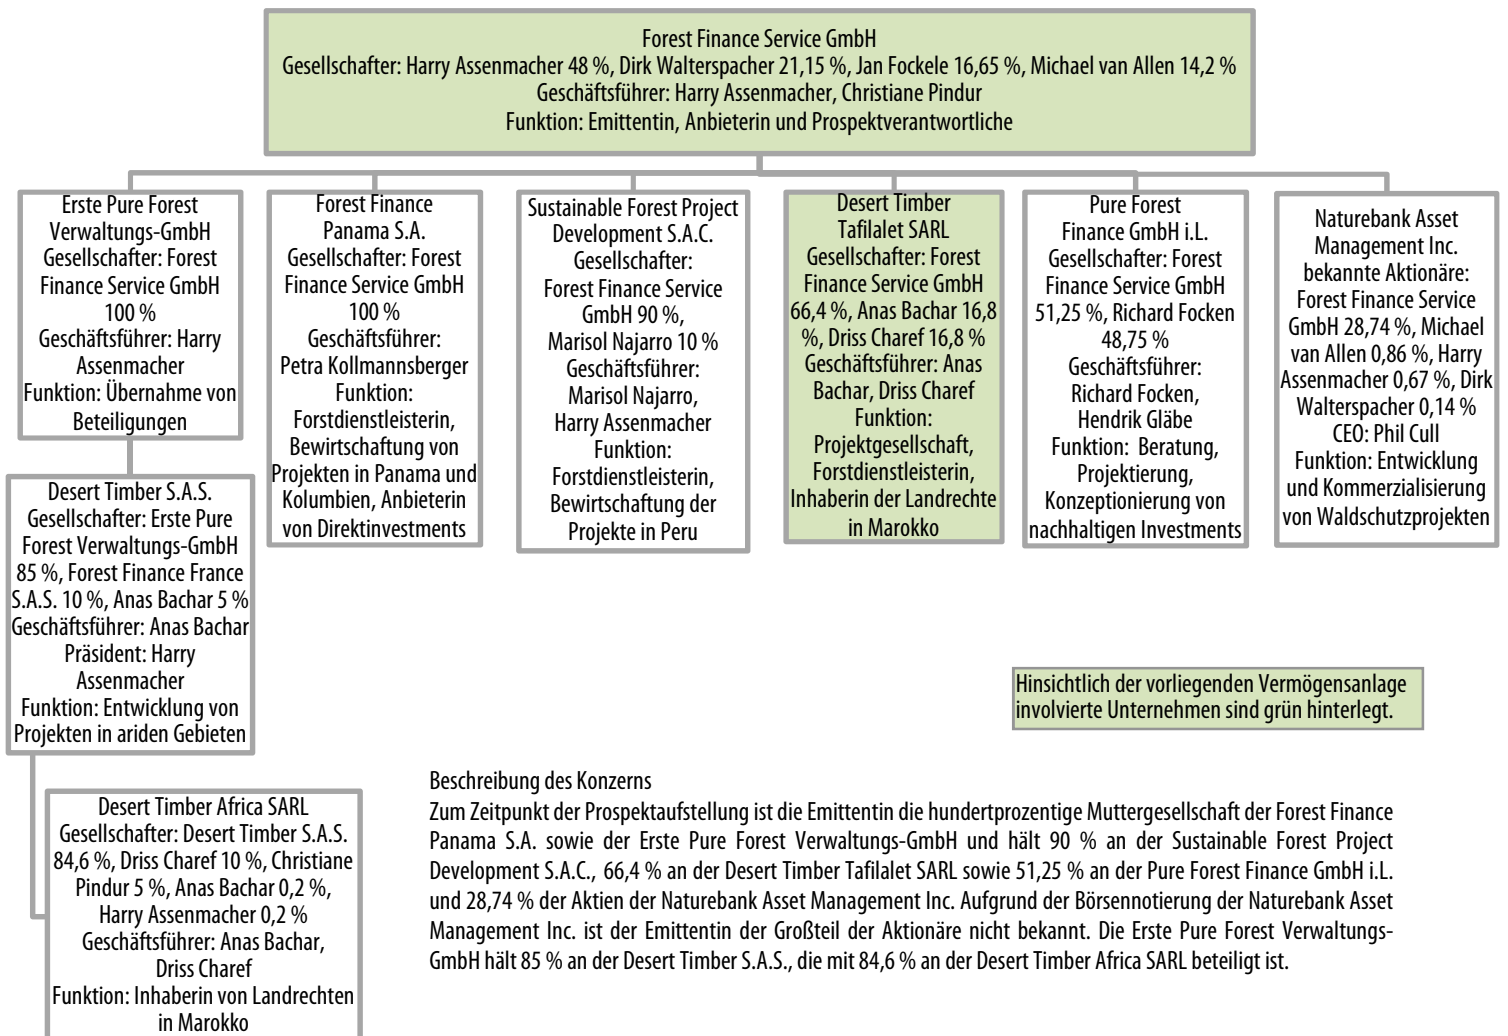 Forest Finance Service GmbH
Gesellschafter: Harry Assenmacher 48 %, Dirk Walterspacher 21,15 %, Jan Fockele 16,65 %, Michael van Allen 14,2 %
Geschäftsführer: Harry Assenmacher, Christiane Pindur
Funktion: Emittentin, Anbieterin und Prospektverantwortliche
Erste Pure Forest
Verwaltungs-GmbH
Gesellschafter: Forest
Finance Service GmbH
100 %
Geschäftsführer: Harry
Assenmacher
Funktion: Übernahme von
Beteiligungen
Forest Finance
Panama S.A.
Gesellschafter: Forest
Finance Service GmbH
100 %
Geschäftsführer:
Petra Kollmannsberger
Funktion:
Forstdienstleisterin,
Bewirtschaftung von
Projekten in Panama und
Kolumbien, Anbieterin
von Direktinvestments
Sustainable Forest Project
Development S.A.C.
Gesellschafter:
Forest Finance Service
GmbH 90 %,
Marisol Najarro 10 %
Geschäftsführer:
Marisol Najarro,
Harry Assenmacher
Funktion:
Forstdienstleisterin,
Bewirtschaftung der
Projekte in Peru
Desert Timber
Tafilalet SARL
Gesellschafter: Forest
Finance Service GmbH
66,4 %, Anas Bachar 16,8
%, Driss Charef 16,8 %
Geschäftsführer: Anas
Bachar, Driss Charef
Funktion:
Projektgesellschaft,
Forstdienstleisterin,
Inhaberin der Landrechte
in Marokko
Pure Forest
Finance GmbH i.L.
Gesellschafter: Forest
Finance Service GmbH
51,25 %, Richard Focken
48,75 %
Geschäftsführer:
Richard Focken,
Hendrik Gläbe
Funktion: Beratung,
Projektierung,
Konzeptionierung von
nachhaltigen Investments
Naturebank Asset
Management Inc.
bekannte Aktionäre:
Forest Finance Service
GmbH 28,74 %, Michael
van Allen 0,86 %, Harry
Assenmacher 0,67 %, Dirk
Walterspacher 0,14 %
CEO: Phil Cull
Funktion: Entwicklung
und Kommerzialisierung
von Waldschutzprojekten
Desert Timber S.A.S.
Gesellschafter: Erste Pure
Forest Verwaltungs-GmbH
85 %, Forest Finance France
S.A.S. 10 %, Anas Bachar 5 %
Geschäftsführer: Anas Bachar
Präsident: Harry
Assenmacher
Funktion: Entwicklung von
Projekten in ariden Gebieten
Desert Timber Africa SARL
Gesellschafter: Desert Timber S.A.S.
84,6 %, Driss Charef 10 %, Christiane
Pindur 5 %, Anas Bachar 0,2 %,
Harry Assenmacher 0,2 %
Geschäftsführer: Anas Bachar,
Driss Charef
Funktion: Inhaberin von Landrechten
in Marokko
Hinsichtlich der vorliegenden Vermögensanlage
involvierte Unternehmen sind grün hinterlegt.
Beschreibung des Konzerns
Zum Zeitpunkt der Prospektaufstellung ist die Emittentin die hundertprozentige Muttergesellschaft der Forest Finance
Panama S.A. sowie der Erste Pure Forest Verwaltungs-GmbH und hält 90 % an der Sustainable Forest Project
Development S.A.C., 66,4 % an der Desert Timber Tafilalet SARL sowie 51,25 % an der Pure Forest Finance GmbH i.L.
und 28,74 % der Aktien der Naturebank Asset Management Inc. Aufgrund der Börsennotierung der Naturebank Asset
Management Inc. ist der Emittentin der Großteil der Aktionäre nicht bekannt. Die Erste Pure Forest Verwaltungs-
GmbH hält 85 % an der Desert Timber S.A.S., die mit 84,6 % an der Desert Timber Africa SARL beteiligt ist.